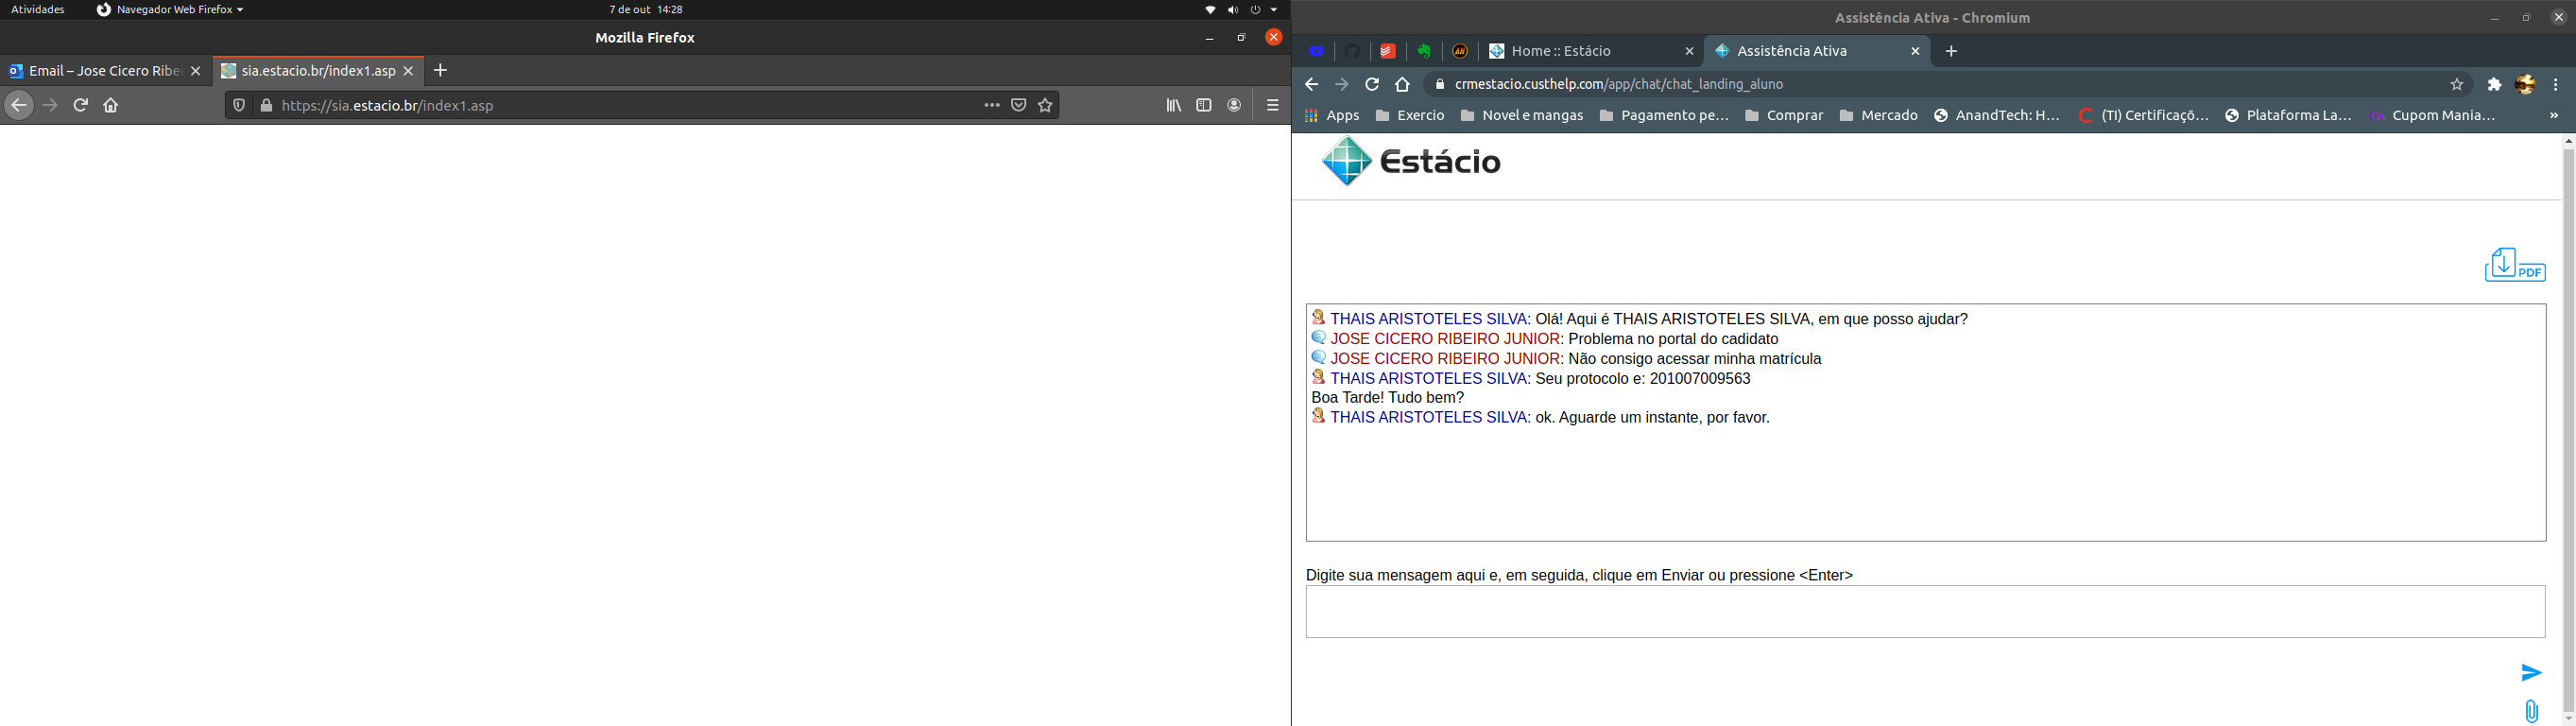 Atividades
Navegador Web Firefox
7 de out 14:28
Mozilla Firefox
Email – Jose Cicero Ribei
sia.estacio.br/index1.asp
https://sia.estacio.br/index1.asp
Assistência Ativa - Chromium
Home :: Estácio
Assistência Ativa
crmestacio.custhelp.com/app/chat/chat_landing_aluno
Apps
Exercio
Novel e mangas
Pagamento pe...
Comprar
Mercado
AnandTech: H...
(TI) Certificaçõ...
Plataforma La...
Cupom Mania...
»
Estácio
PDF
THAIS ARISTOTELES SILVA: Olá! Aqui é THAIS ARISTOTELES SILVA, em que posso ajudar?
JOSE CICERO RIBEIRO JUNIOR: Problema no portal do cadidato
JOSE CICERO RIBEIRO JUNIOR: Não consigo acessar minha matrícula
THAIS ARISTOTELES SILVA: Seu protocolo e: 201007009563
Boa Tarde! Tudo bem?
THAIS ARISTOTELES SILVA: ok. Aguarde um instante, por favor.
Digite sua mensagem aqui e, em seguida, clique em Enviar ou pressione <Enter>